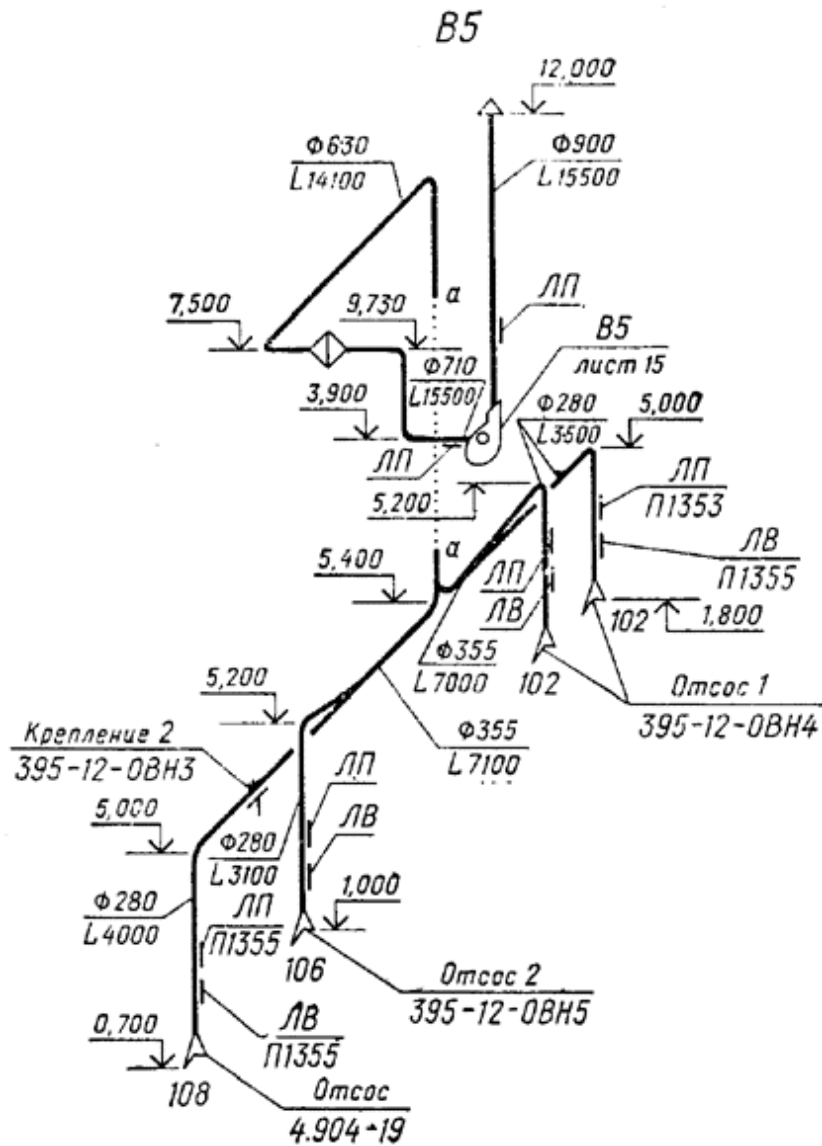 В5
12,000
Ф630
L14100
Ф900
L15500
а
ЛП
7,500
9,730
В5
лист 15
Ф710
L15500
3,900
ЛП
Ф280
L3500
5,000
5,200
ЛП
П1353
ЛВ
П1355
а
5,400
ЛП
ЛВ
102
1,800
Ф355
L7000
102
5,200
Отсос 1
395-12-ОВН4
Крепление 2
395-12-ОВН3
Ф355
L7100
ЛП
ЛВ
5,000
Ф280
L3100
Ф280
L4000
ЛП
П1355
1,000
106
Отсос 2
395-12-ОВН5
0,700
ЛВ
П1355
108
Отсос
4.904-19